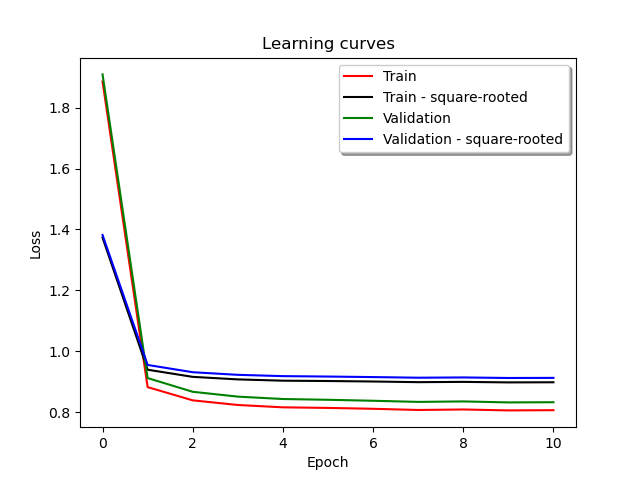 Learning curves
Train
Train - square-rooted
Validation
Validation - square-rooted
1.8
1.6
1.4
1.2
1.0
0.8
Loss
0 2 4 6 8 10
Epoch